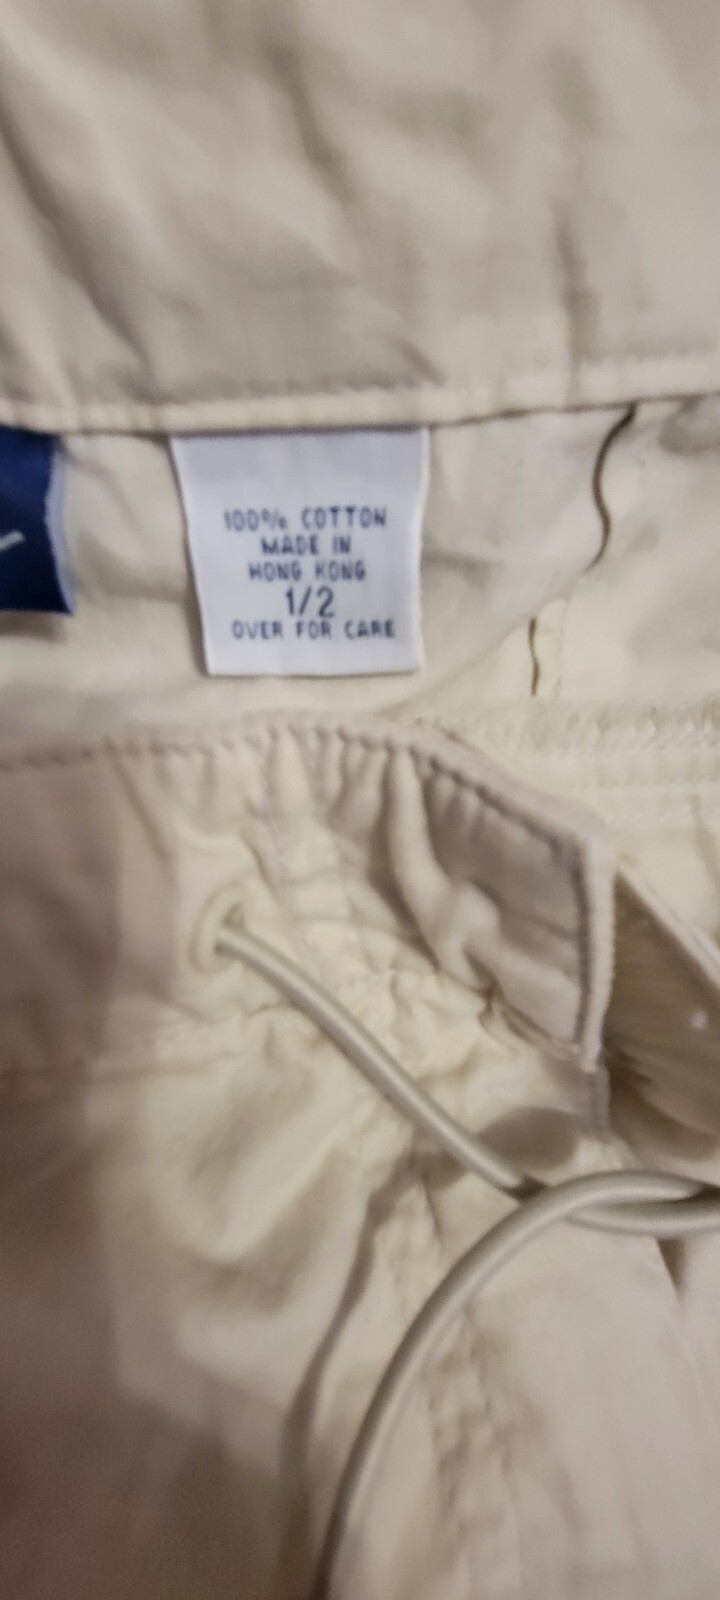 100% COTTON
MADE IN
HONG KONG
1/2
OVER FOR CARE